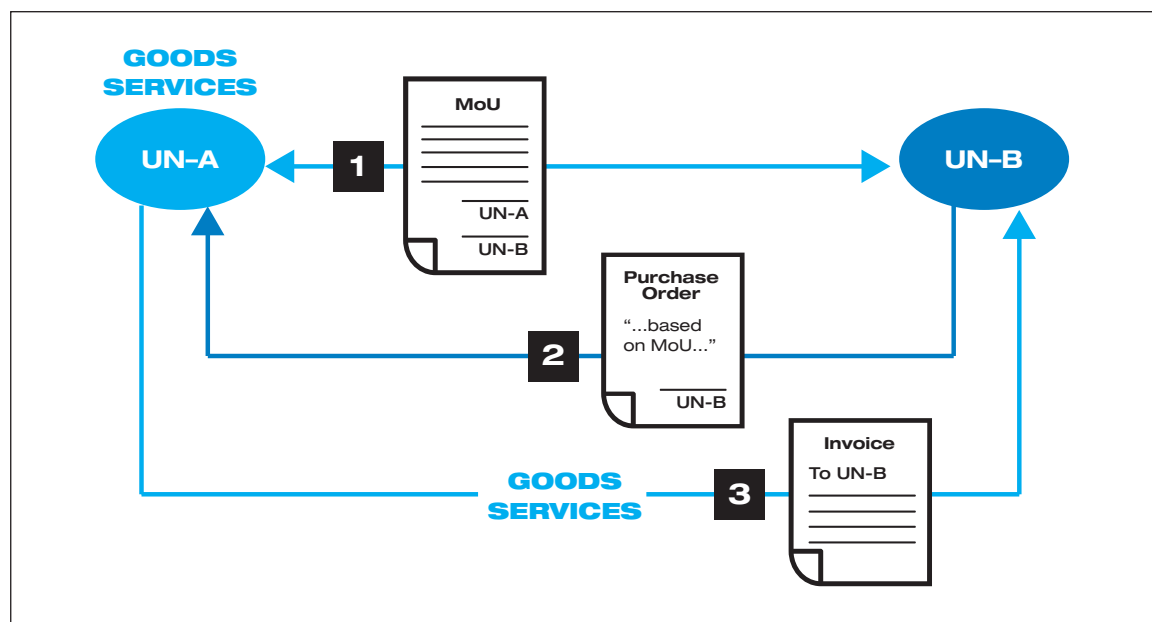 GOODS
SERVICES
UN–A
1
MoU
UN-A
UN-B
UN–B
2
Purchase
Order
“...based
on MoU...”
UN-B
GOODS
SERVICES
3
Invoice
To UN-B